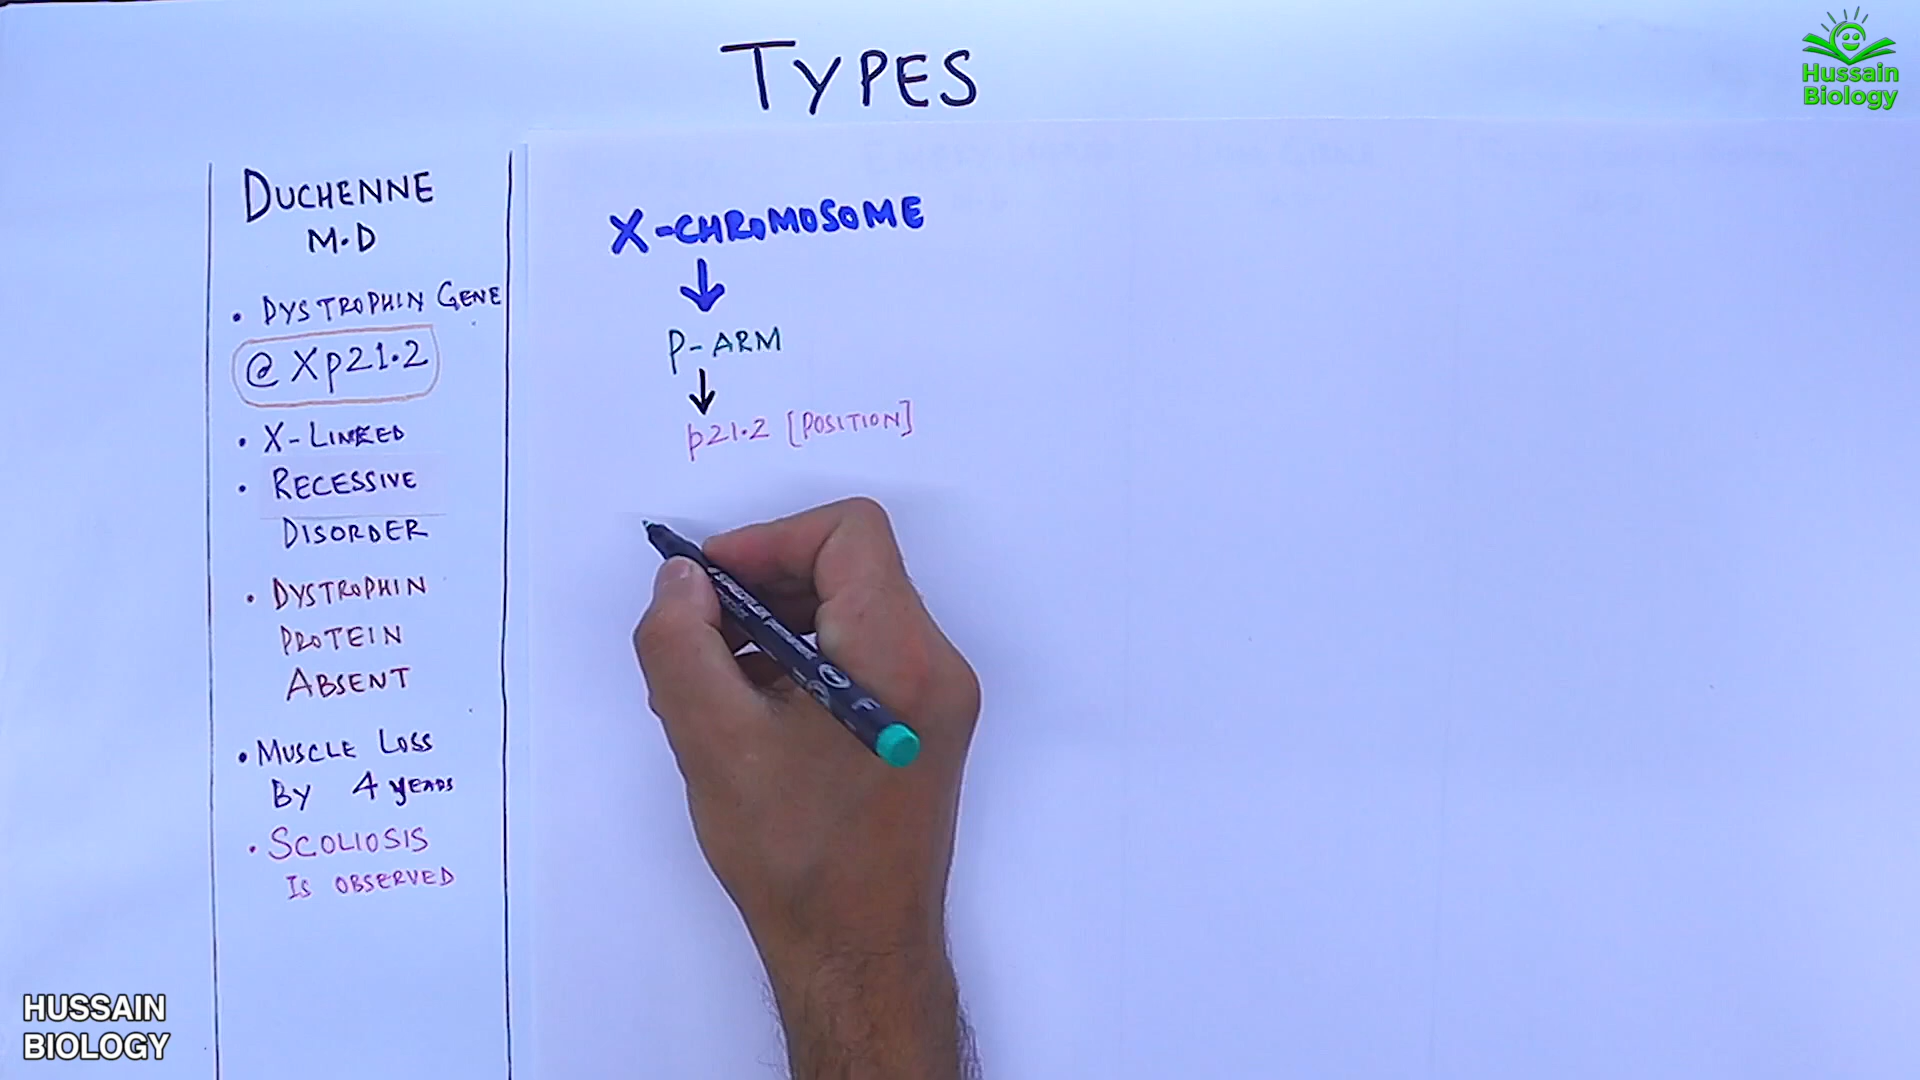 TYPES
Hussain
Biology
DUCHENNE
M.D
• DYSTROPHIN GENE
@ Xp21.2
• X-LINKED
• RECESSIVE
DISORDER
• DYSTROPHIN
PROTEIN
ABSENT
• MUSCLE LOSS
BY 4 YEARS
• SCOLIOSIS
IS OBSERVED
X-CHROMOSOME
P-ARM
p21.2 [POSITION]
STAEDTLER
F
HUSSAIN
BIOLOGY